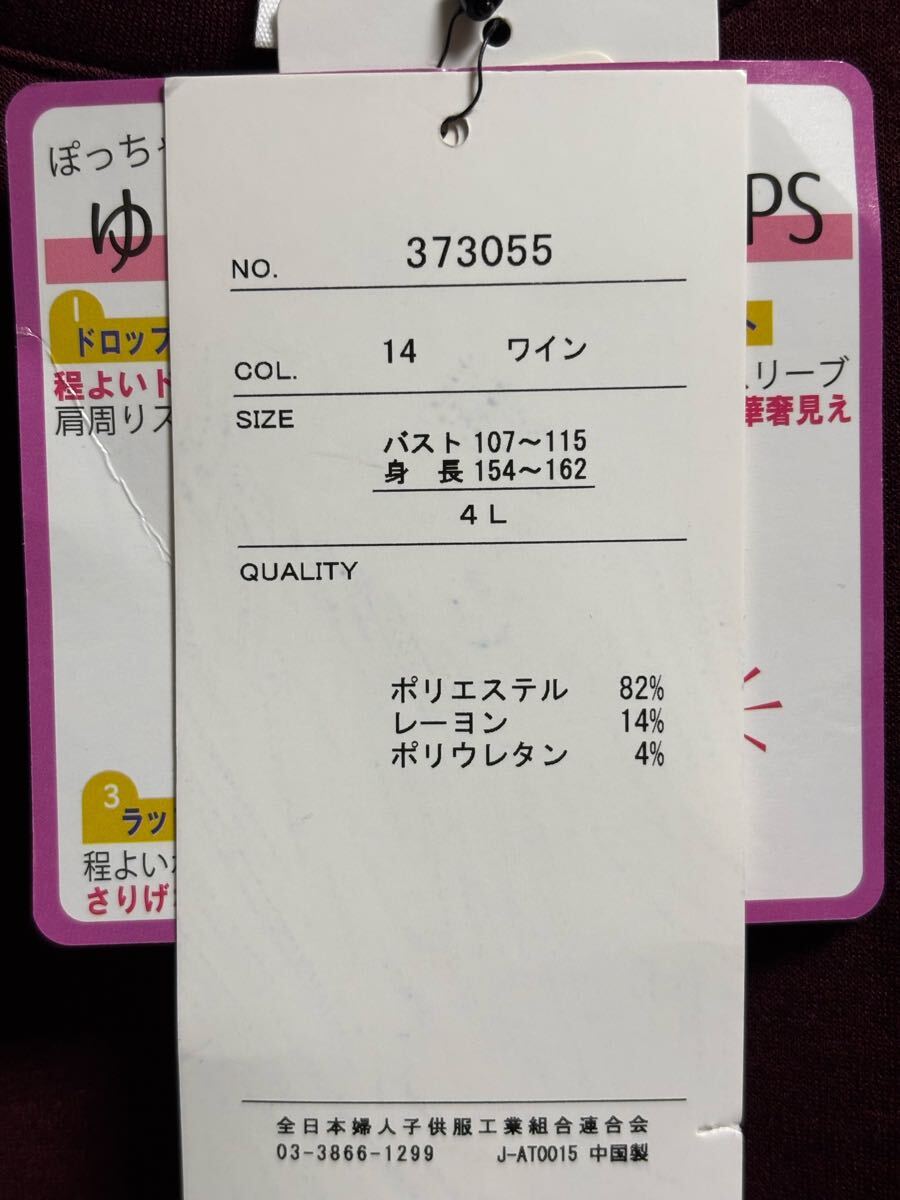 ぽっちゃ
ゆ
PS
1
ドロップ
程よいド
肩周りス
スリーブ
華奢見え
NO. 373055
COL. 14 ワイン
SIZE
バスト 107～115
身 長 154～162
4L
QUALITY
ポリエステル 82%
レーヨン 14%
ポリウレタン 4%
3
ラッ
程よい
さりげ
全日本婦人子供服工業組合連合会
03-3866-1299 J-AT0015 中国製